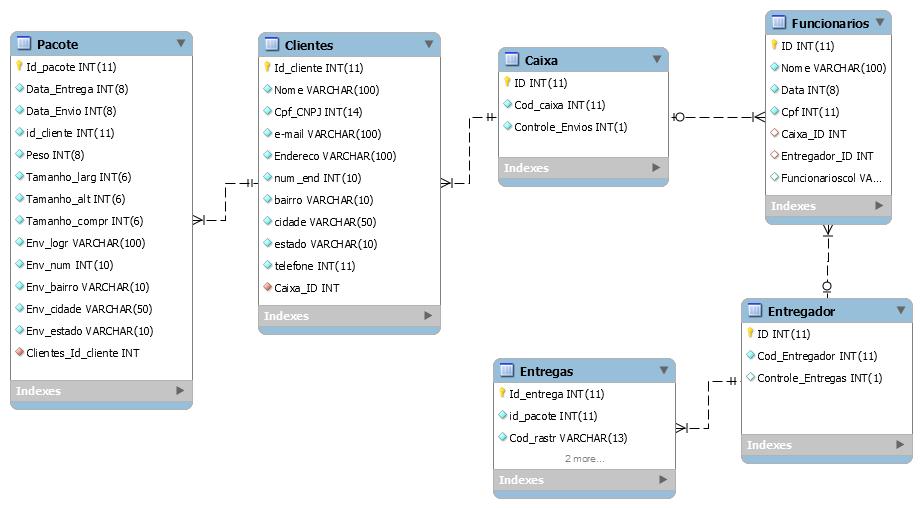 Pacote
Id_pacote INT(11)
Data_Entrega INT(8)
Data_Envio INT(8)
id_cliente INT(11)
Peso INT(8)
Tamanho_larg INT(6)
Tamanho_alt INT(6)
Tamanho_compr INT(6)
Env_logr VARCHAR(100)
Env_num INT(10)
Env_bairro VARCHAR(10)
Env_cidade VARCHAR(50)
Env_estado VARCHAR(10)
Clientes_Id_cliente INT
Indexes
Clientes
Id_cliente INT(11)
Nome VARCHAR(100)
Cpf_CNPJ INT(14)
e-mail VARCHAR(100)
Endereco VARCHAR(100)
num_end INT(10)
bairro VARCHAR(10)
cidade VARCHAR(50)
estado VARCHAR(10)
telefone INT(11)
Caixa_ID INT
Indexes
Caixa
ID INT(11)
Cod_caixa INT(11)
Controle_Envios INT(1)
Indexes
Funcionarios
ID INT(11)
Nome VARCHAR(100)
Data INT(8)
Cpf INT(11)
Caixa_ID INT
Entregador_ID INT
Funcionarioscol VA...
Indexes
Entregas
Id_entrega INT(11)
id_pacote INT(11)
Cod_rastr VARCHAR(13)
2 more...
Indexes
Entregador
ID INT(11)
Cod_Entregador INT(11)
Controle_Entregas INT(1)
Indexes